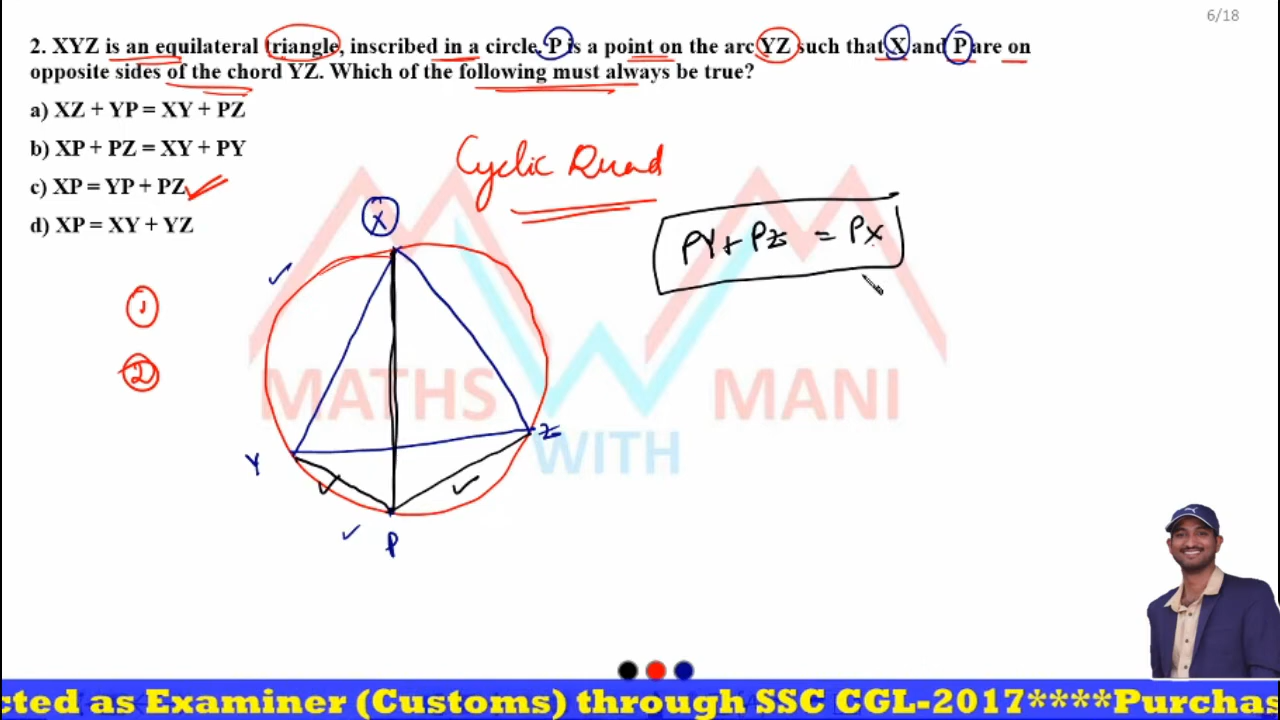 6/18
2. XYZ is an equilateral triangle, inscribed in a circle. P is a point on the arc YZ such that X and P are on
opposite sides of the chord YZ. Which of the following must always be true?
a) XZ + YP = XY + PZ
b) XP + PZ = XY + PY
c) XP = YP + PZ
d) XP = XY + YZ
Cyclic Quad
PY + PZ = PX
X
1
2
MATHS MANI
WITH
Y
Z
P
cted as Examiner (Customs) through SSC CGL-2017****Purchas